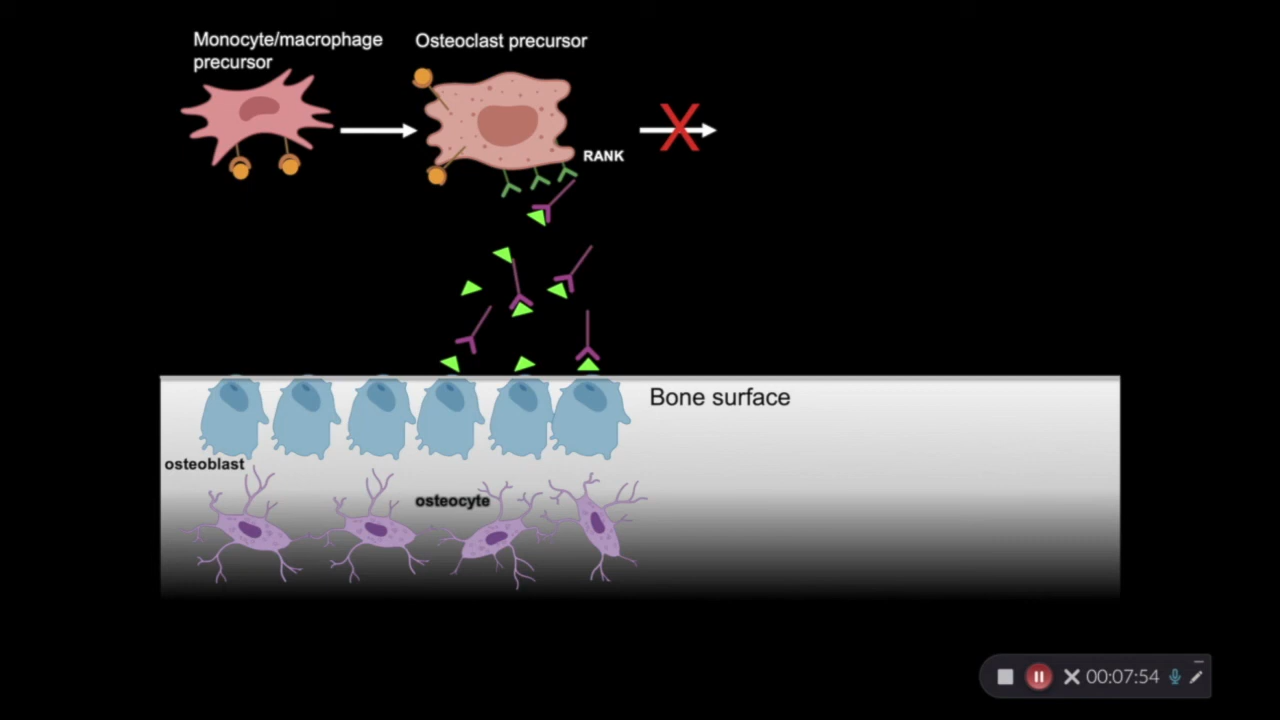 Monocyte/macrophage
precursor
Osteoclast precursor
RANK
Bone surface
osteoblast
osteocyte
00:07:54